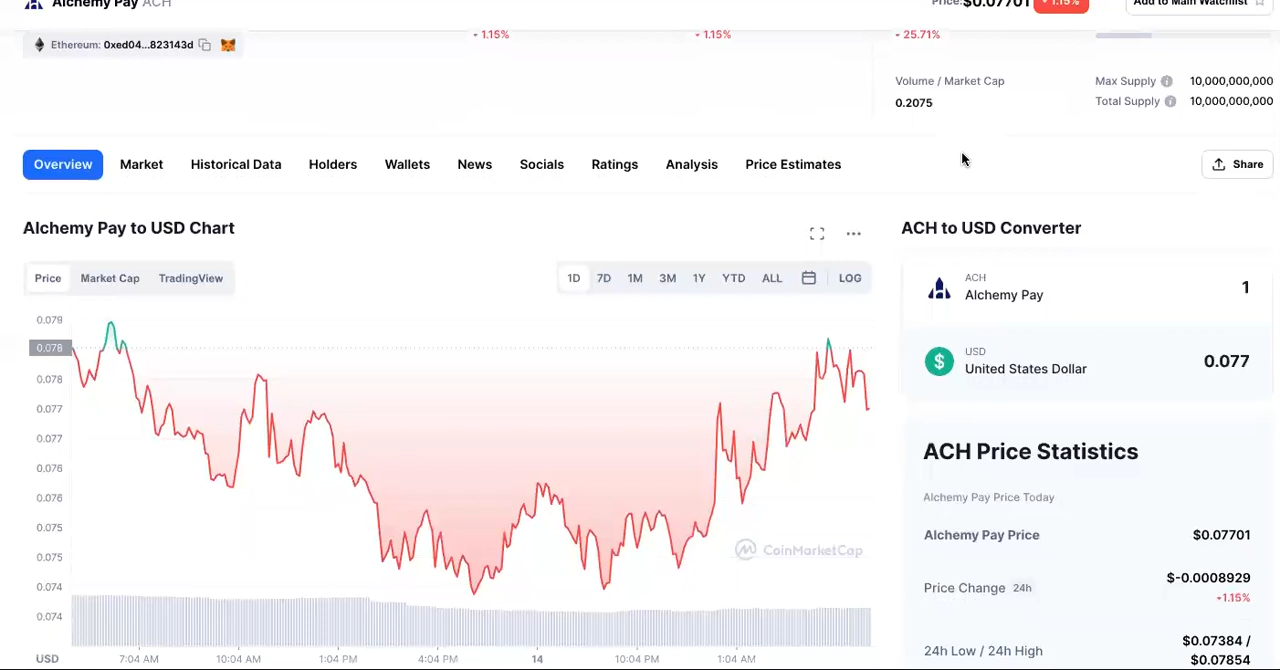 Alchemy Pay ACH
Price:$0.07701
1.15%
Add to Main Watchlist
Ethereum: 0xed04...823143d
1.15%
1.15%
25.71%
Volume / Market Cap
0.2075
Max Supply 10,000,000,000
Total Supply 10,000,000,000
Overview
Market
Historical Data
Holders
Wallets
News
Socials
Ratings
Analysis
Price Estimates
Share
Alchemy Pay to USD Chart
Price
Market Cap
TradingView
1D
7D
1M
3M
1Y
YTD
ALL
LOG
0.079
0.078
0.078
0.077
0.077
0.076
0.076
0.075
0.075
0.074
0.074
CoinMarketCap
USD
7:04 AM
10:04 AM
1:04 PM
4:04 PM
14
10:04 PM
1:04 AM
ACH to USD Converter
ACH
Alchemy Pay
1
USD
United States Dollar
$
0.077
ACH Price Statistics
Alchemy Pay Price Today
Alchemy Pay Price
$0.07701
Price Change 24h
$-0.0008929
1.15%
24h Low / 24h High
$0.07384 /
$0.07854